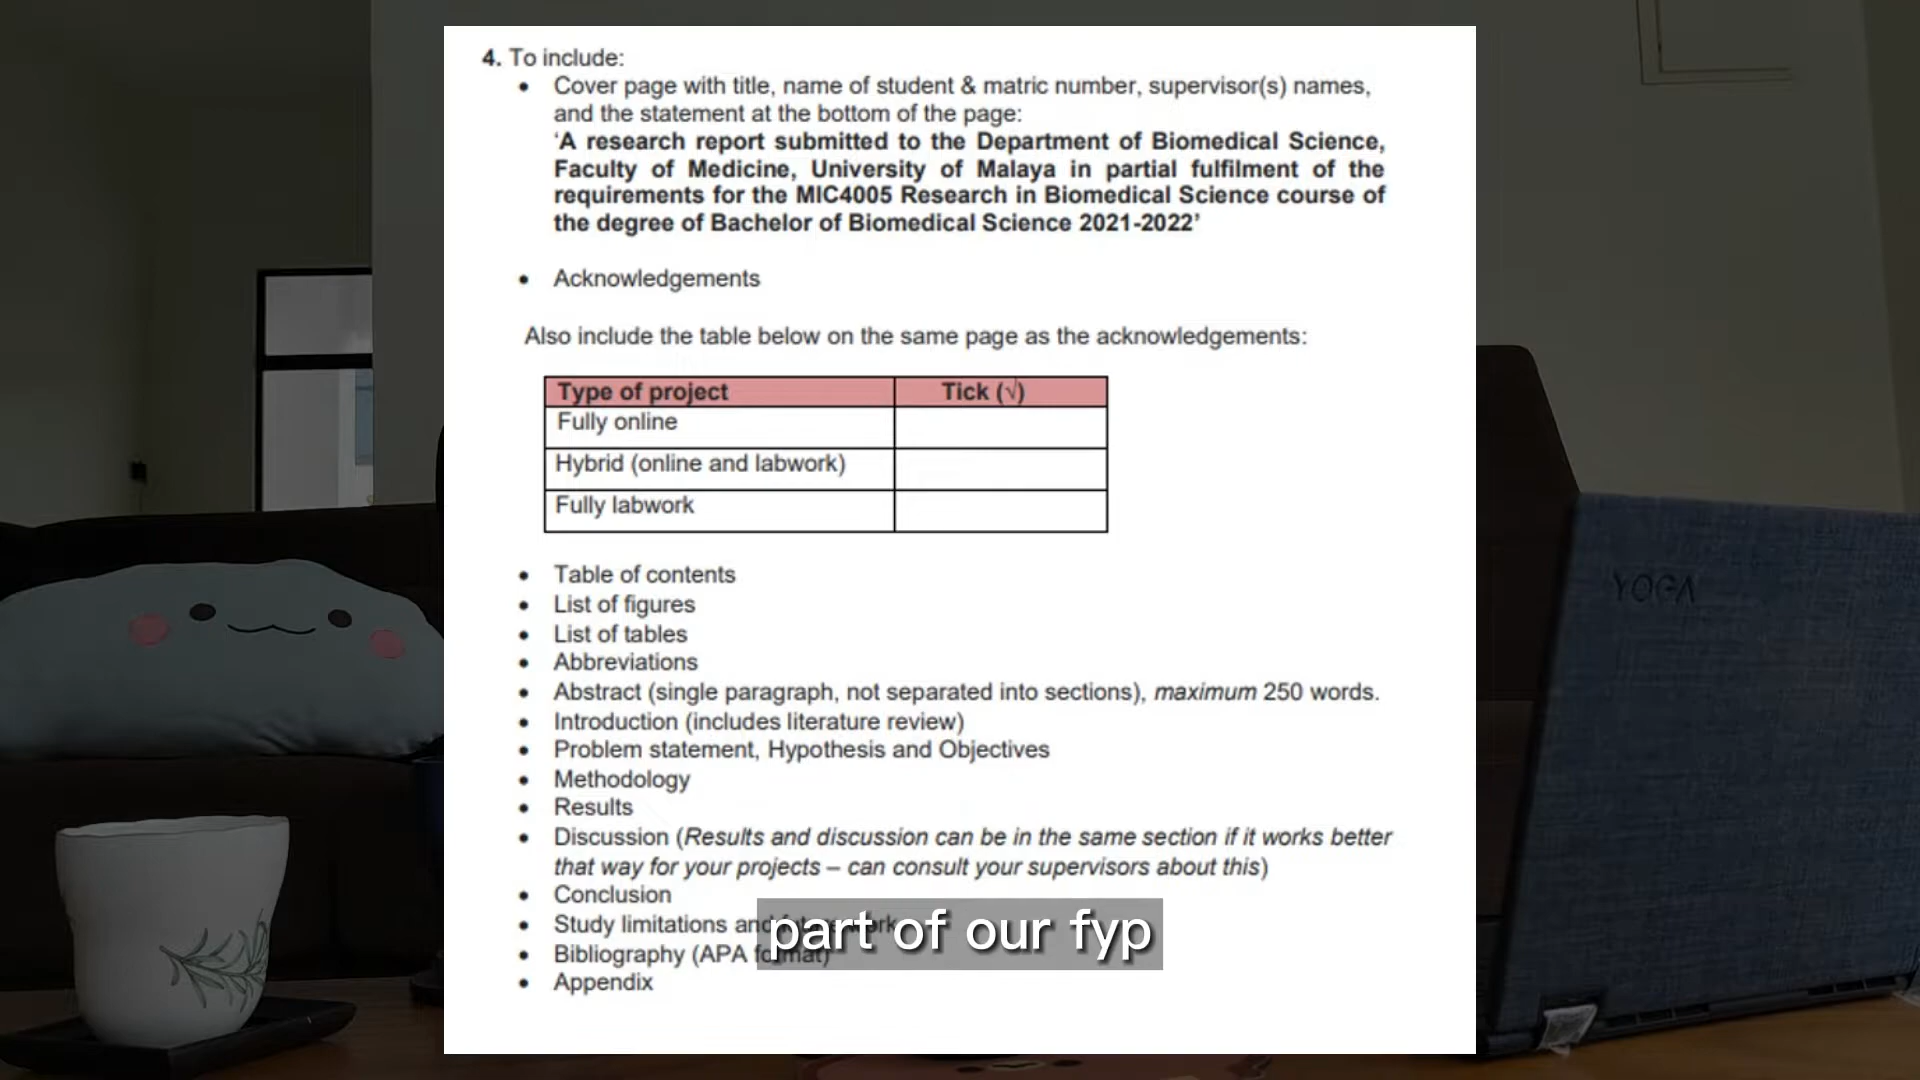 4. To include:
• Cover page with title, name of student & matric number, supervisor(s) names,
and the statement at the bottom of the page:
‘A research report submitted to the Department of Biomedical Science,
Faculty of Medicine, University of Malaya in partial fulfilment of the
requirements for the MIC4005 Research in Biomedical Science course of
the degree of Bachelor of Biomedical Science 2021-2022’
• Acknowledgements
Also include the table below on the same page as the acknowledgements:
Type of project Tick (√)
Fully online
Hybrid (online and labwork)
Fully labwork
• Table of contents
• List of figures
• List of tables
• Abbreviations
• Abstract (single paragraph, not separated into sections), maximum 250 words.
• Introduction (includes literature review)
• Problem statement, Hypothesis and Objectives
• Methodology
• Results
• Discussion (Results and discussion can be in the same section if it works better
that way for your projects – can consult your supervisors about this)
• Conclusion
• Study limitations and future work
• Bibliography (APA format)
• Appendix
part of our fyp
YOGA